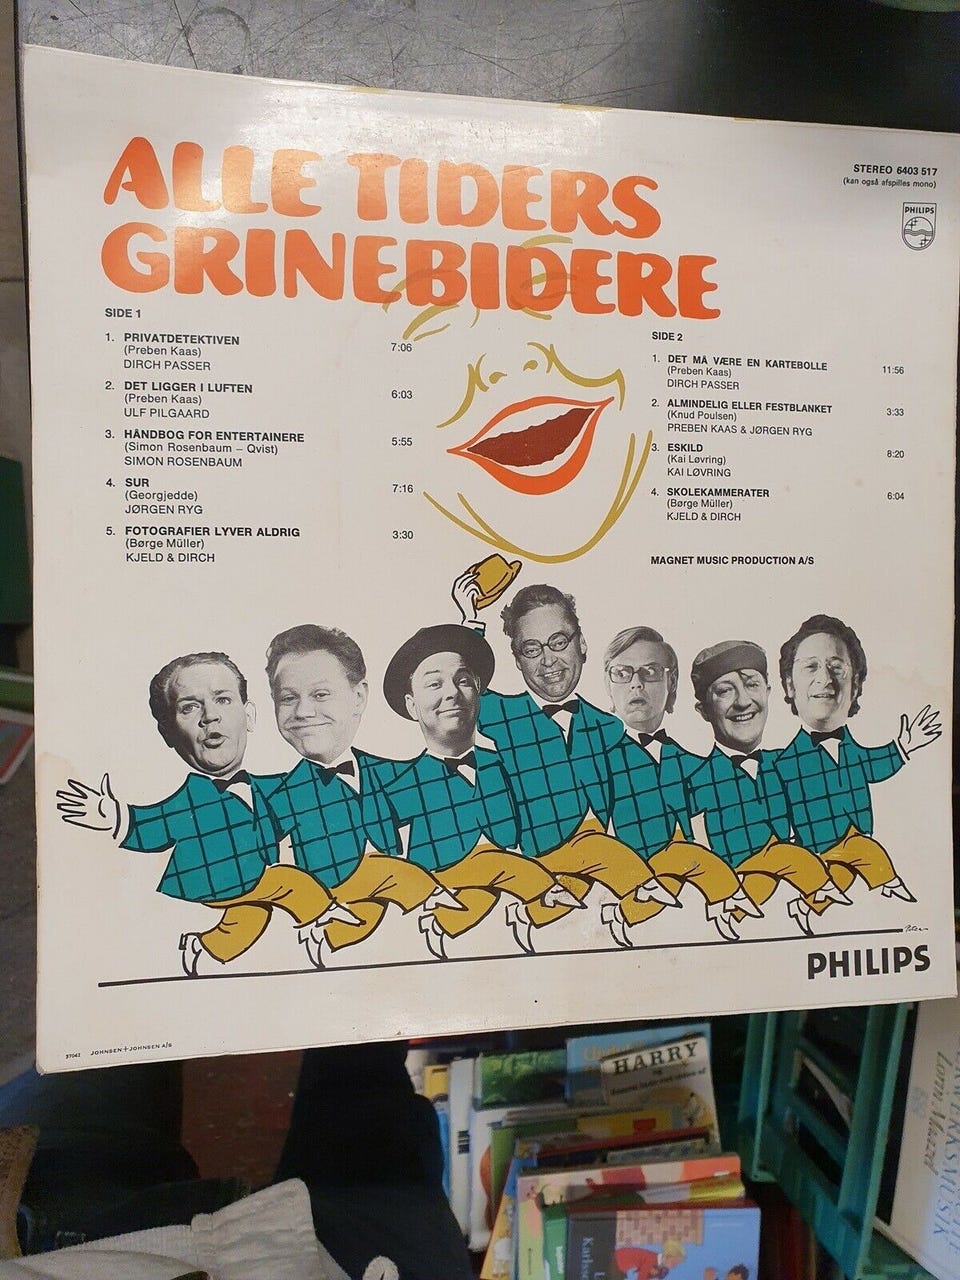 ALLE TIDERS
GRINEBIDERE
STEREO 6403 517
(kan også afspilles mono)
PHILIPS
SIDE 1
1. PRIVATDETEKTIVEN
(Preben Kaas)
DIRCH PASSER
7:06
2. DET LIGGER I LUFTEN
(Preben Kaas)
ULF PILGAARD
6:03
3. HÅNDBOG FOR ENTERTAINERE
(Simon Rosenbaum – Qvist)
SIMON ROSENBAUM
5:55
4. SUR
(Georgjedde)
JØRGEN RYG
7:16
5. FOTOGRAFIER LYVER ALDRIG
(Børge Müller)
KJELD & DIRCH
3:30
SIDE 2
1. DET MÅ VÆRE EN KARTEBOLLE
(Preben Kaas)
DIRCH PASSER
11:56
2. ALMINDELIG ELLER FESTBLANKET
(Knud Poulsen)
PREBEN KAAS & JØRGEN RYG
3:33
3. ESKILD
(Kai Løvring)
KAI LØVRING
8:20
4. SKOLEKAMMERATER
(Børge Müller)
KJELD & DIRCH
6:04
MAGNET MUSIC PRODUCTION A/S
PHILIPS
37042 JOHNSEN+JOHNSEN A/S
HARRY